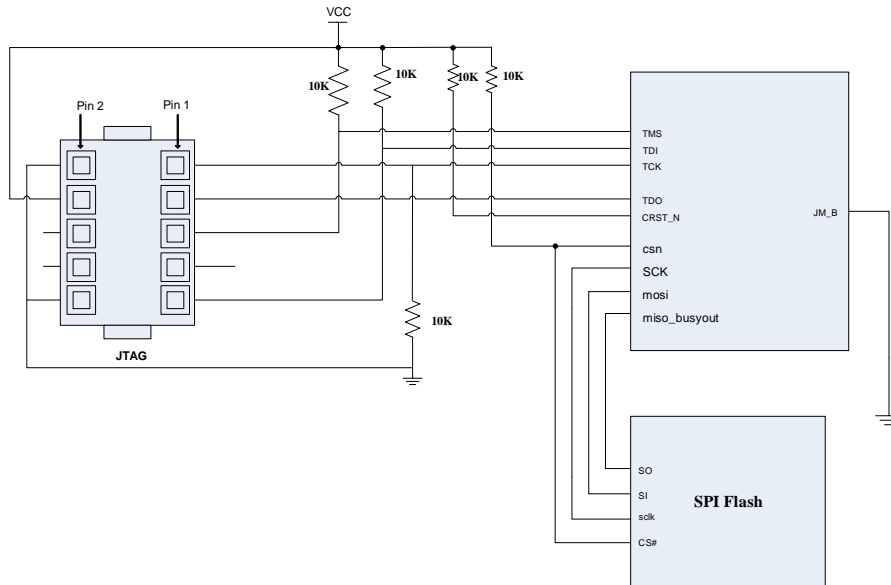 VCC
10K
10K
10K
10K
Pin 2
Pin 1
TMS
TDI
TCK
TDO
CRST_N
JM_B
csn
SCK
mosi
miso_busyout
10K
JTAG
SO
SI
sclk
CS#
SPI Flash